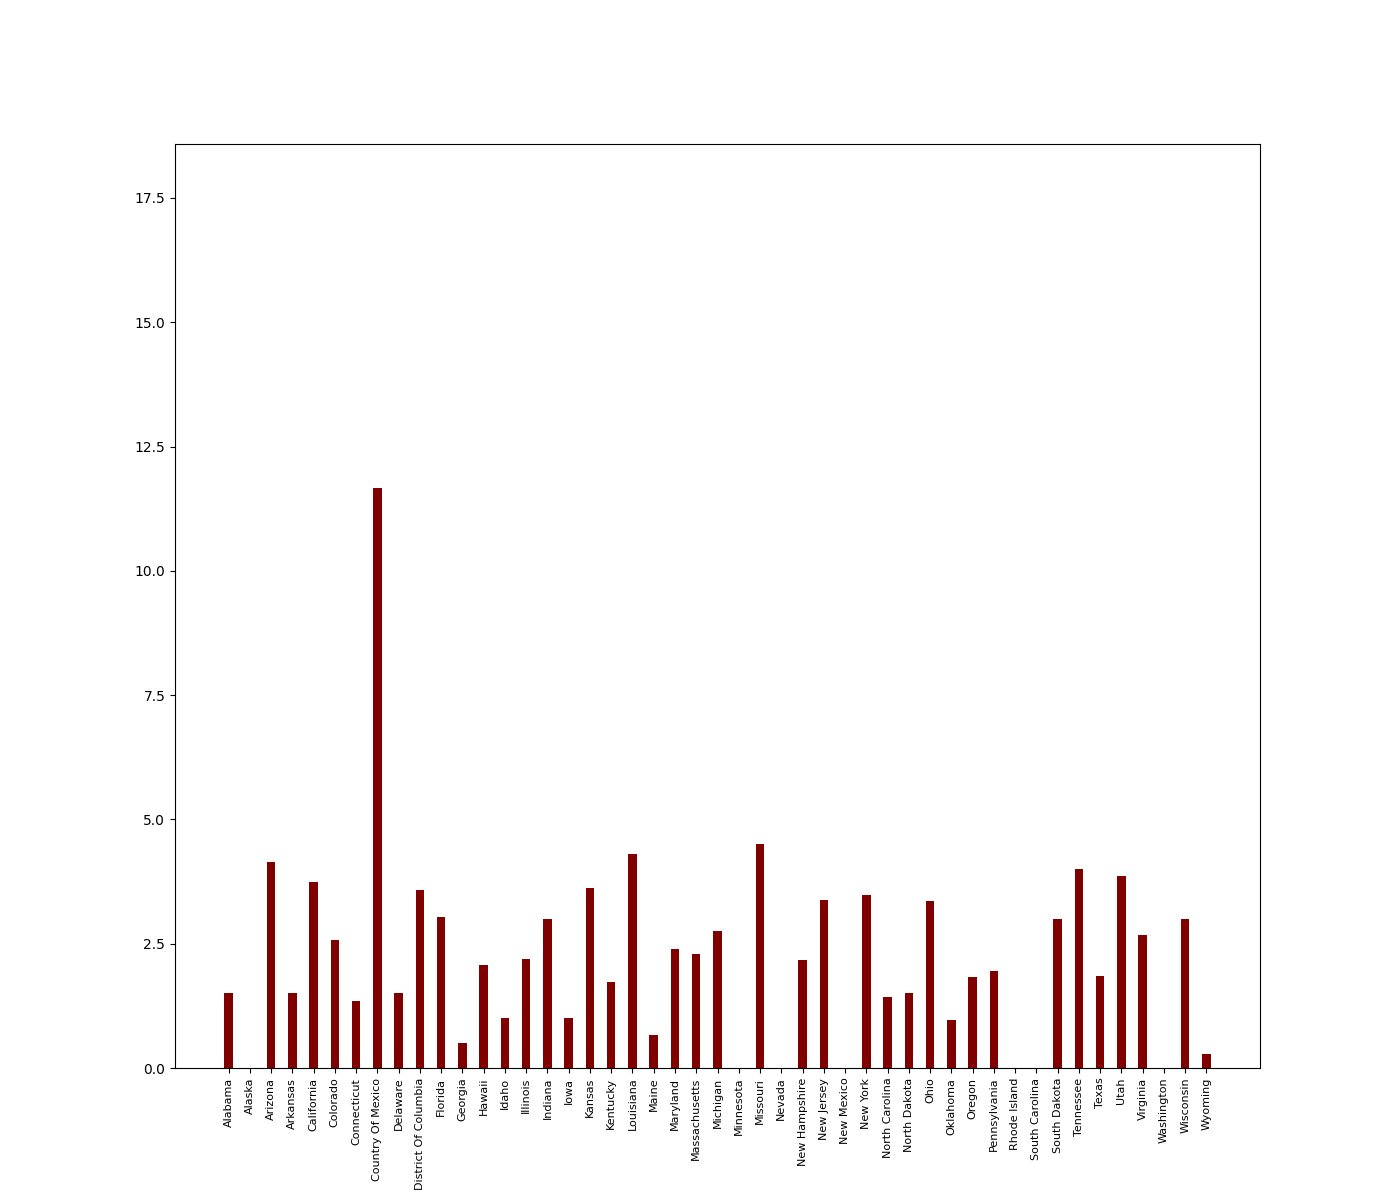 17.5
15.0
12.5
10.0
7.5
5.0
2.5
0.0
Alabama
Alaska
Arizona
Arkansas
California
Colorado
Connecticut
Country Of Mexico
Delaware
District Of Columbia
Florida
Georgia
Hawaii
Idaho
Illinois
Indiana
Iowa
Kansas
Kentucky
Louisiana
Maine
Maryland
Massachusetts
Michigan
Minnesota
Missouri
Nevada
New Hampshire
New Jersey
New Mexico
New York
North Carolina
North Dakota
Ohio
Oklahoma
Oregon
Pennsylvania
Rhode Island
South Carolina
South Dakota
Tennessee
Texas
Utah
Virginia
Washington
Wisconsin
Wyoming